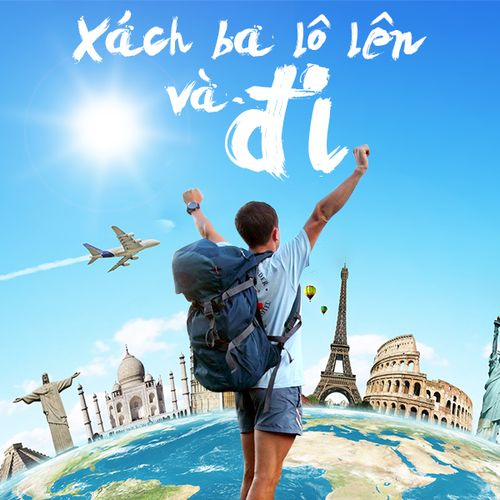 Xách ba lô lên
và đi